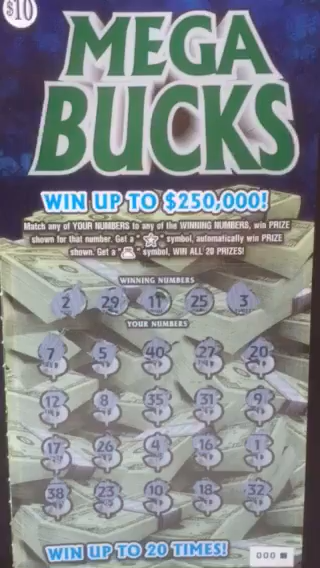 $10
MEGA
BUCKS
WIN UP TO $250,000!
Match any of YOUR NUMBERS to any of the WINNING NUMBERS, win PRIZE
shown for that number. Get a " " symbol, automatically win PRIZE
shown. Get a " " symbol, WIN ALL 20 PRIZES!
WINNING NUMBERS
2 29 11 25 3
YOUR NUMBERS
7 5 40 27 20
$ $ $ $ $
12 8 35 31 9
$ $ $ $ $
17 26 4 16 1
$ $ $ $ $
38 23 10 18 32
$ $ $ $ $
WIN UP TO 20 TIMES!
000